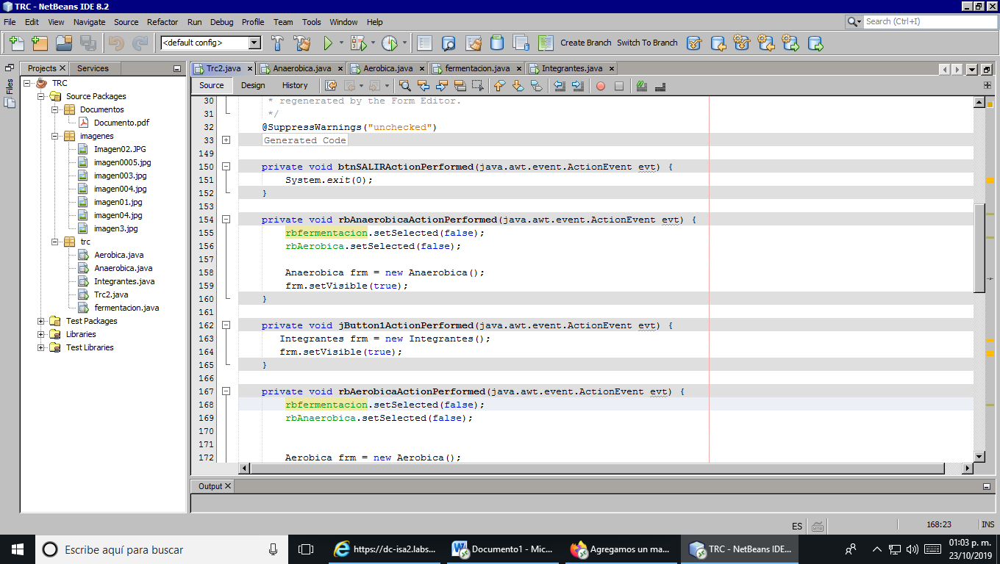 TRC - NetBeans IDE 8.2
File Edit View Navigate Source Refactor Run Debug Profile Team Tools Window Help
Search (Ctrl+I)
<default config>
Create Branch Switch To Branch
Files
Projects Services
TRC
Source Packages
Documentos
Documento.pdf
imagenes
Imagen02.JPG
imagen0005.jpg
imagen003.jpg
imagen004.jpg
imagen01.jpg
imagen04.jpg
imagen3.jpg
trc
Aerobica.java
Anaerobica.java
Integrantes.java
Trc2.java
fermentacion.java
Test Packages
Libraries
Test Libraries
Trc2.java Anaerobica.java Aerobica.java fermentacion.java Integrantes.java
Source Design History
30 * regenerated by the Form Editor.
31 */
32 @SuppressWarnings("unchecked")
33 Generated Code
149
150 private void btnSALIRActionPerformed(java.awt.event.ActionEvent evt) {
151 System.exit(0);
152 }
153
154 private void rbAnaerobicaActionPerformed(java.awt.event.ActionEvent evt) {
155 rbfermentacion.setSelected(false);
156 rbAerobica.setSelected(false);
157
158 Anaerobica frm = new Anaerobica();
159 frm.setVisible(true);
160 }
161
162 private void jButton1ActionPerformed(java.awt.event.ActionEvent evt) {
163 Integrantes frm = new Integrantes();
164 frm.setVisible(true);
165 }
166
167 private void rbAerobicaActionPerformed(java.awt.event.ActionEvent evt) {
168 rbfermentacion.setSelected(false);
169 rbAnaerobica.setSelected(false);
170
171
172 Aerobica frm = new Aerobica();
Output
ES
168:23 INS
Escribe aquí para buscar
https://dc-isa2.labs...
Documento1 - Mic...
Agregamos un ma...
TRC - NetBeans IDE...
01:03 p. m.
23/10/2019